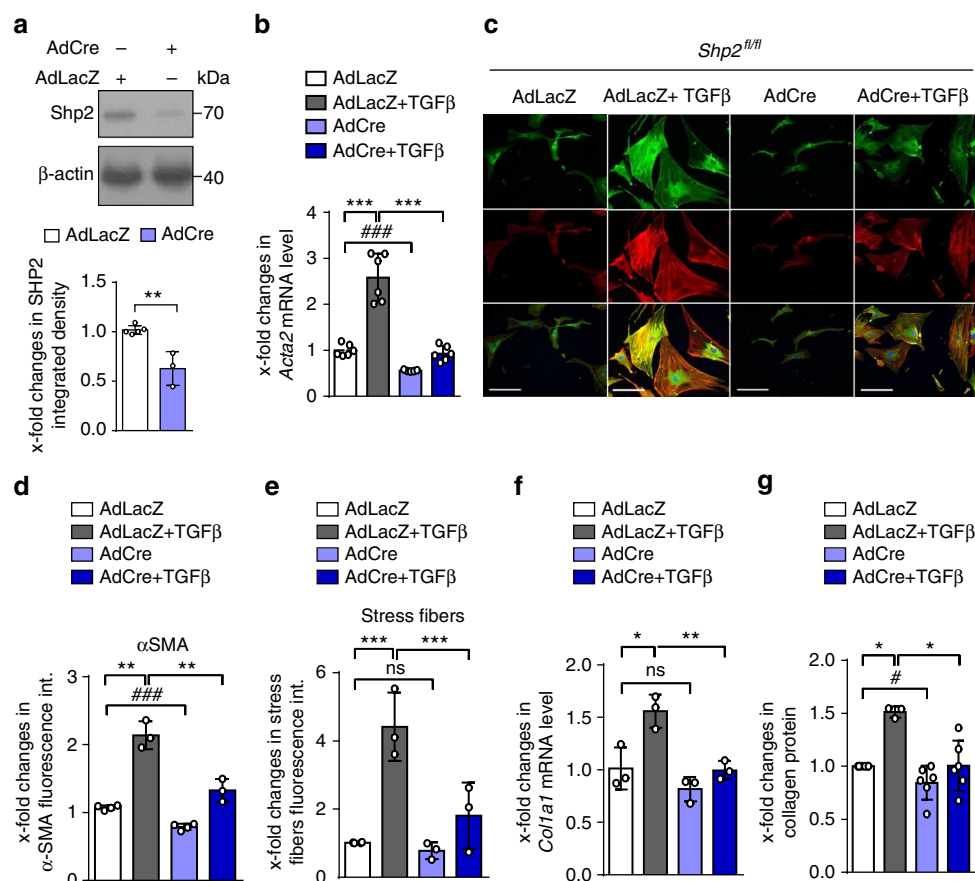 a
AdCre – +
AdLacZ + – kDa
Shp2
70
β-actin
40
AdLacZ AdCre
x-fold changes in SHP2
integrated density
**
1.5
1.0
0.5
0.0
b
AdLacZ
AdLacZ+TGFβ
AdCre
AdCre+TGFβ
x-fold changes in
Acta2 mRNA level
*** ***
###
4
3
2
1
0
c
Shp2fl/fl
AdLacZ AdLacZ+ TGFβ AdCre AdCre+TGFβ
d
AdLacZ
AdLacZ+TGFβ
AdCre
AdCre+TGFβ
αSMA
x-fold changes of
α-SMA fluorescence int.
** **
###
3
2
1
0
e
AdLacZ
AdLacZ+TGFβ
AdCre
AdCre+TGFβ
Stress fibers
x-fold changes in stress
fibers fluorescence int.
*** ***
ns
6
4
2
0
f
AdLacZ
AdLacZ+TGFβ
AdCre
AdCre+TGFβ
x-fold changes in
Col1a1 mRNA level
* **
ns
2.0
1.5
1.0
0.5
0.0
g
AdLacZ
AdLacZ+TGFβ
AdCre
AdCre+TGFβ
x-fold changes in
collagen protein
* *
#
2.0
1.5
1.0
0.5
0.0